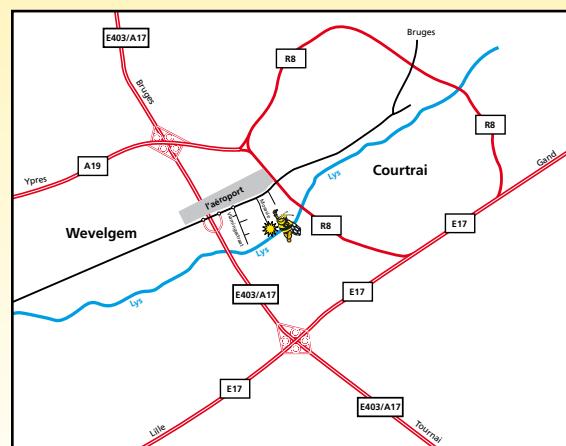 E403/A17
Bruges
R8
Bruges
R8
A19
Ypres
Gand
Courtrai
Lys
l'aéroport
Wevelgem
R8
E17
Lys
Lys
E403/A17
E17
E17
E403/A17
Lille
Tournai